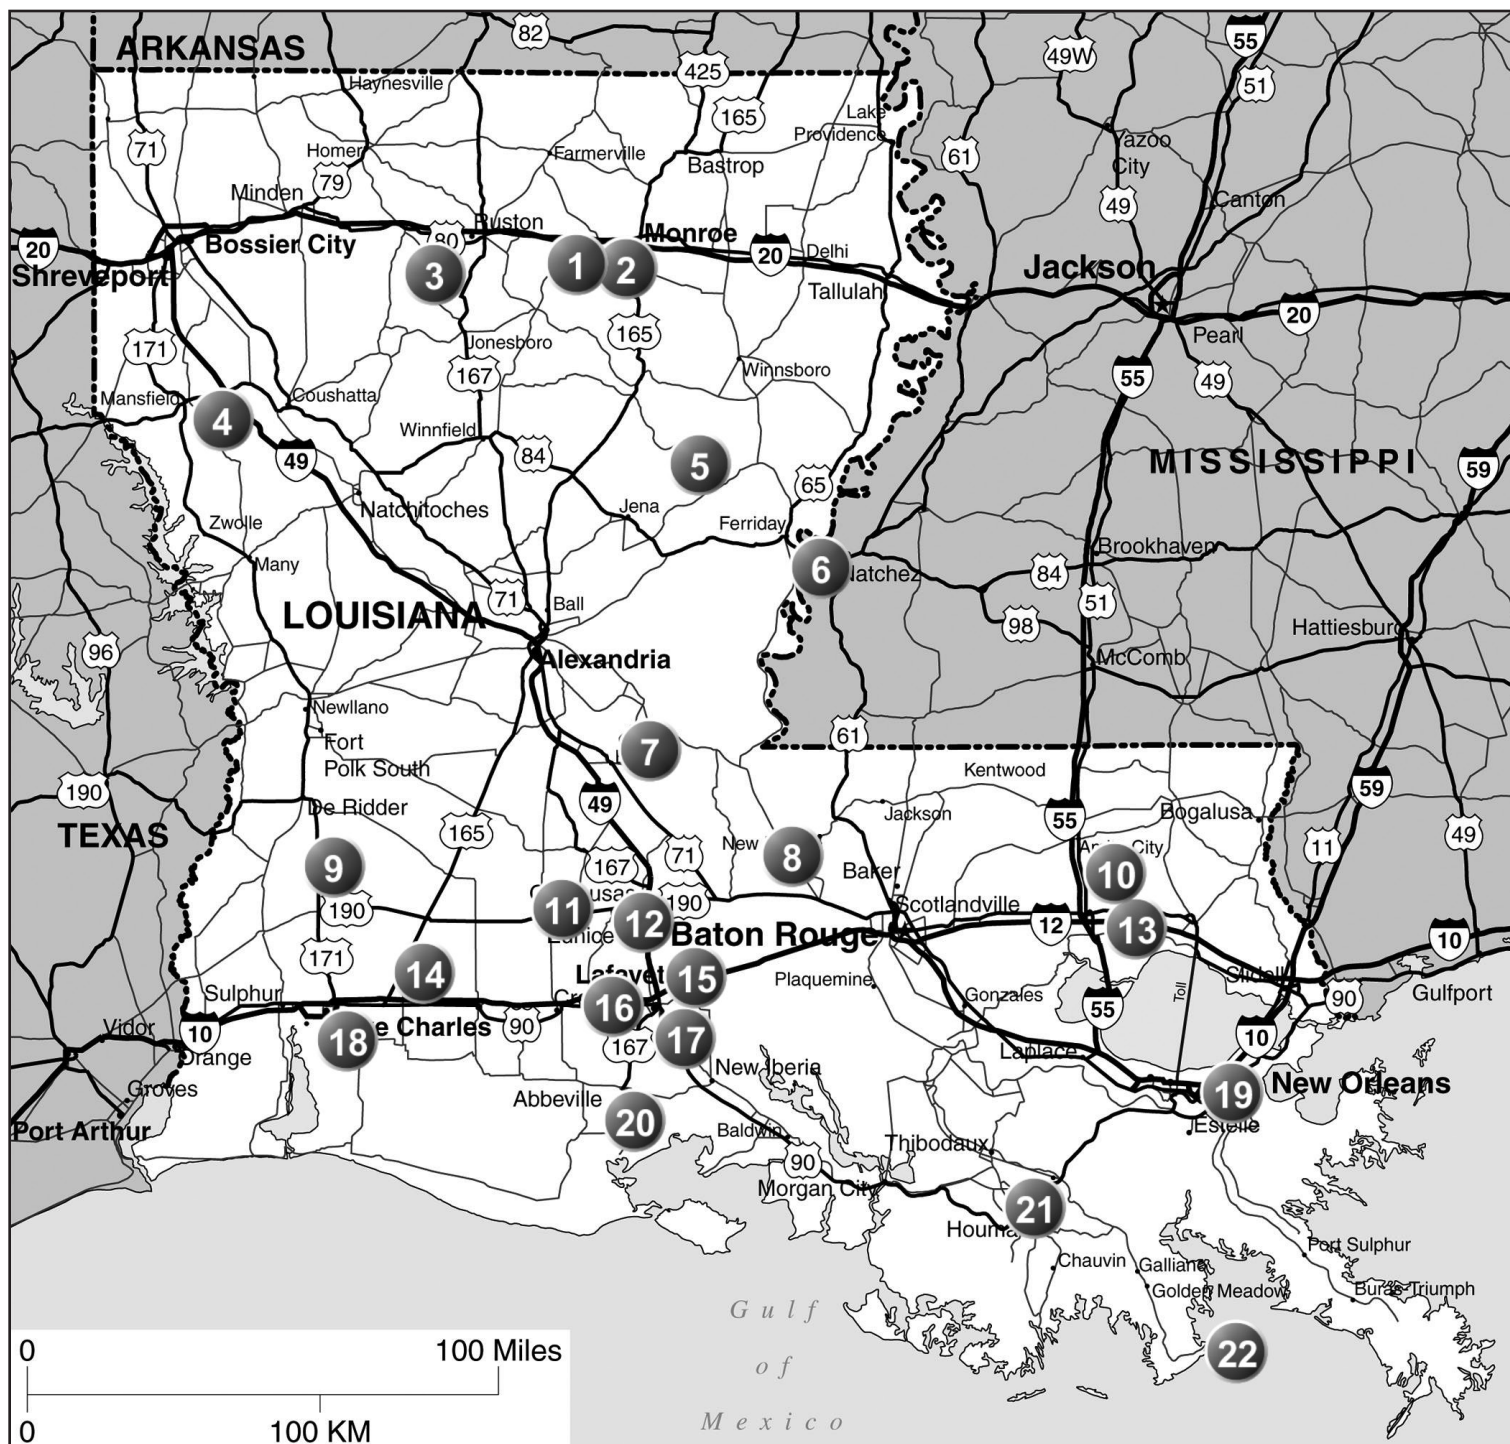 82
ARKANSAS
55
49W
425
51
Haynesville
165
Lake
Providence
71
Homer
Farmerville
61
Yazoo
City
79
Bastrop
Minden
49
Canton
80
Ruston
Monroe
20
Bossier City
20
Delhi
Shreveport
3
1
2
Jackson
Tallulah
20
171
165
Pearl
Jonesboro
167
Winnsboro
55
49
Mansfield
Coushatta
4
Winnfield
49
84
5
MISSISSIPPI
59
65
Natchitoches
Jena
Zwolle
Ferriday
Many
6
Natchez
Brookhaven
84
LOUISIANA
71
Ball
51
98
Hattiesburg
96
Alexandria
McComb
Newllano
61
Fort
Polk South
7
Kentwood
190
59
De Ridder
49
55
Jackson
Bogalusa
TEXAS
165
49
New
8
71
11
9
167
Baker
10
City
190
11
190
Scotlandville
12
12
13
Baton Rouge
10
Eunice
171
14
15
Lafayet
Plaquemine
Slidell
Sulphur
16
Gonzales
55
Toll
90
Gulfport
10
Vidor
18
e Charles
90
167
17
10
Orange
Laplace
New Iberia
Groves
Abbeville
19
New Orleans
20
Port Arthur
Baldwin
Estelle
Thibodaux
90
Morgan City
21
Houma
Port Sulphur
Chauvin
Galliano
Golden Meadow
Buras-Triumph
Gulf
of
Mexico
22
0
100 Miles
0
100 KM